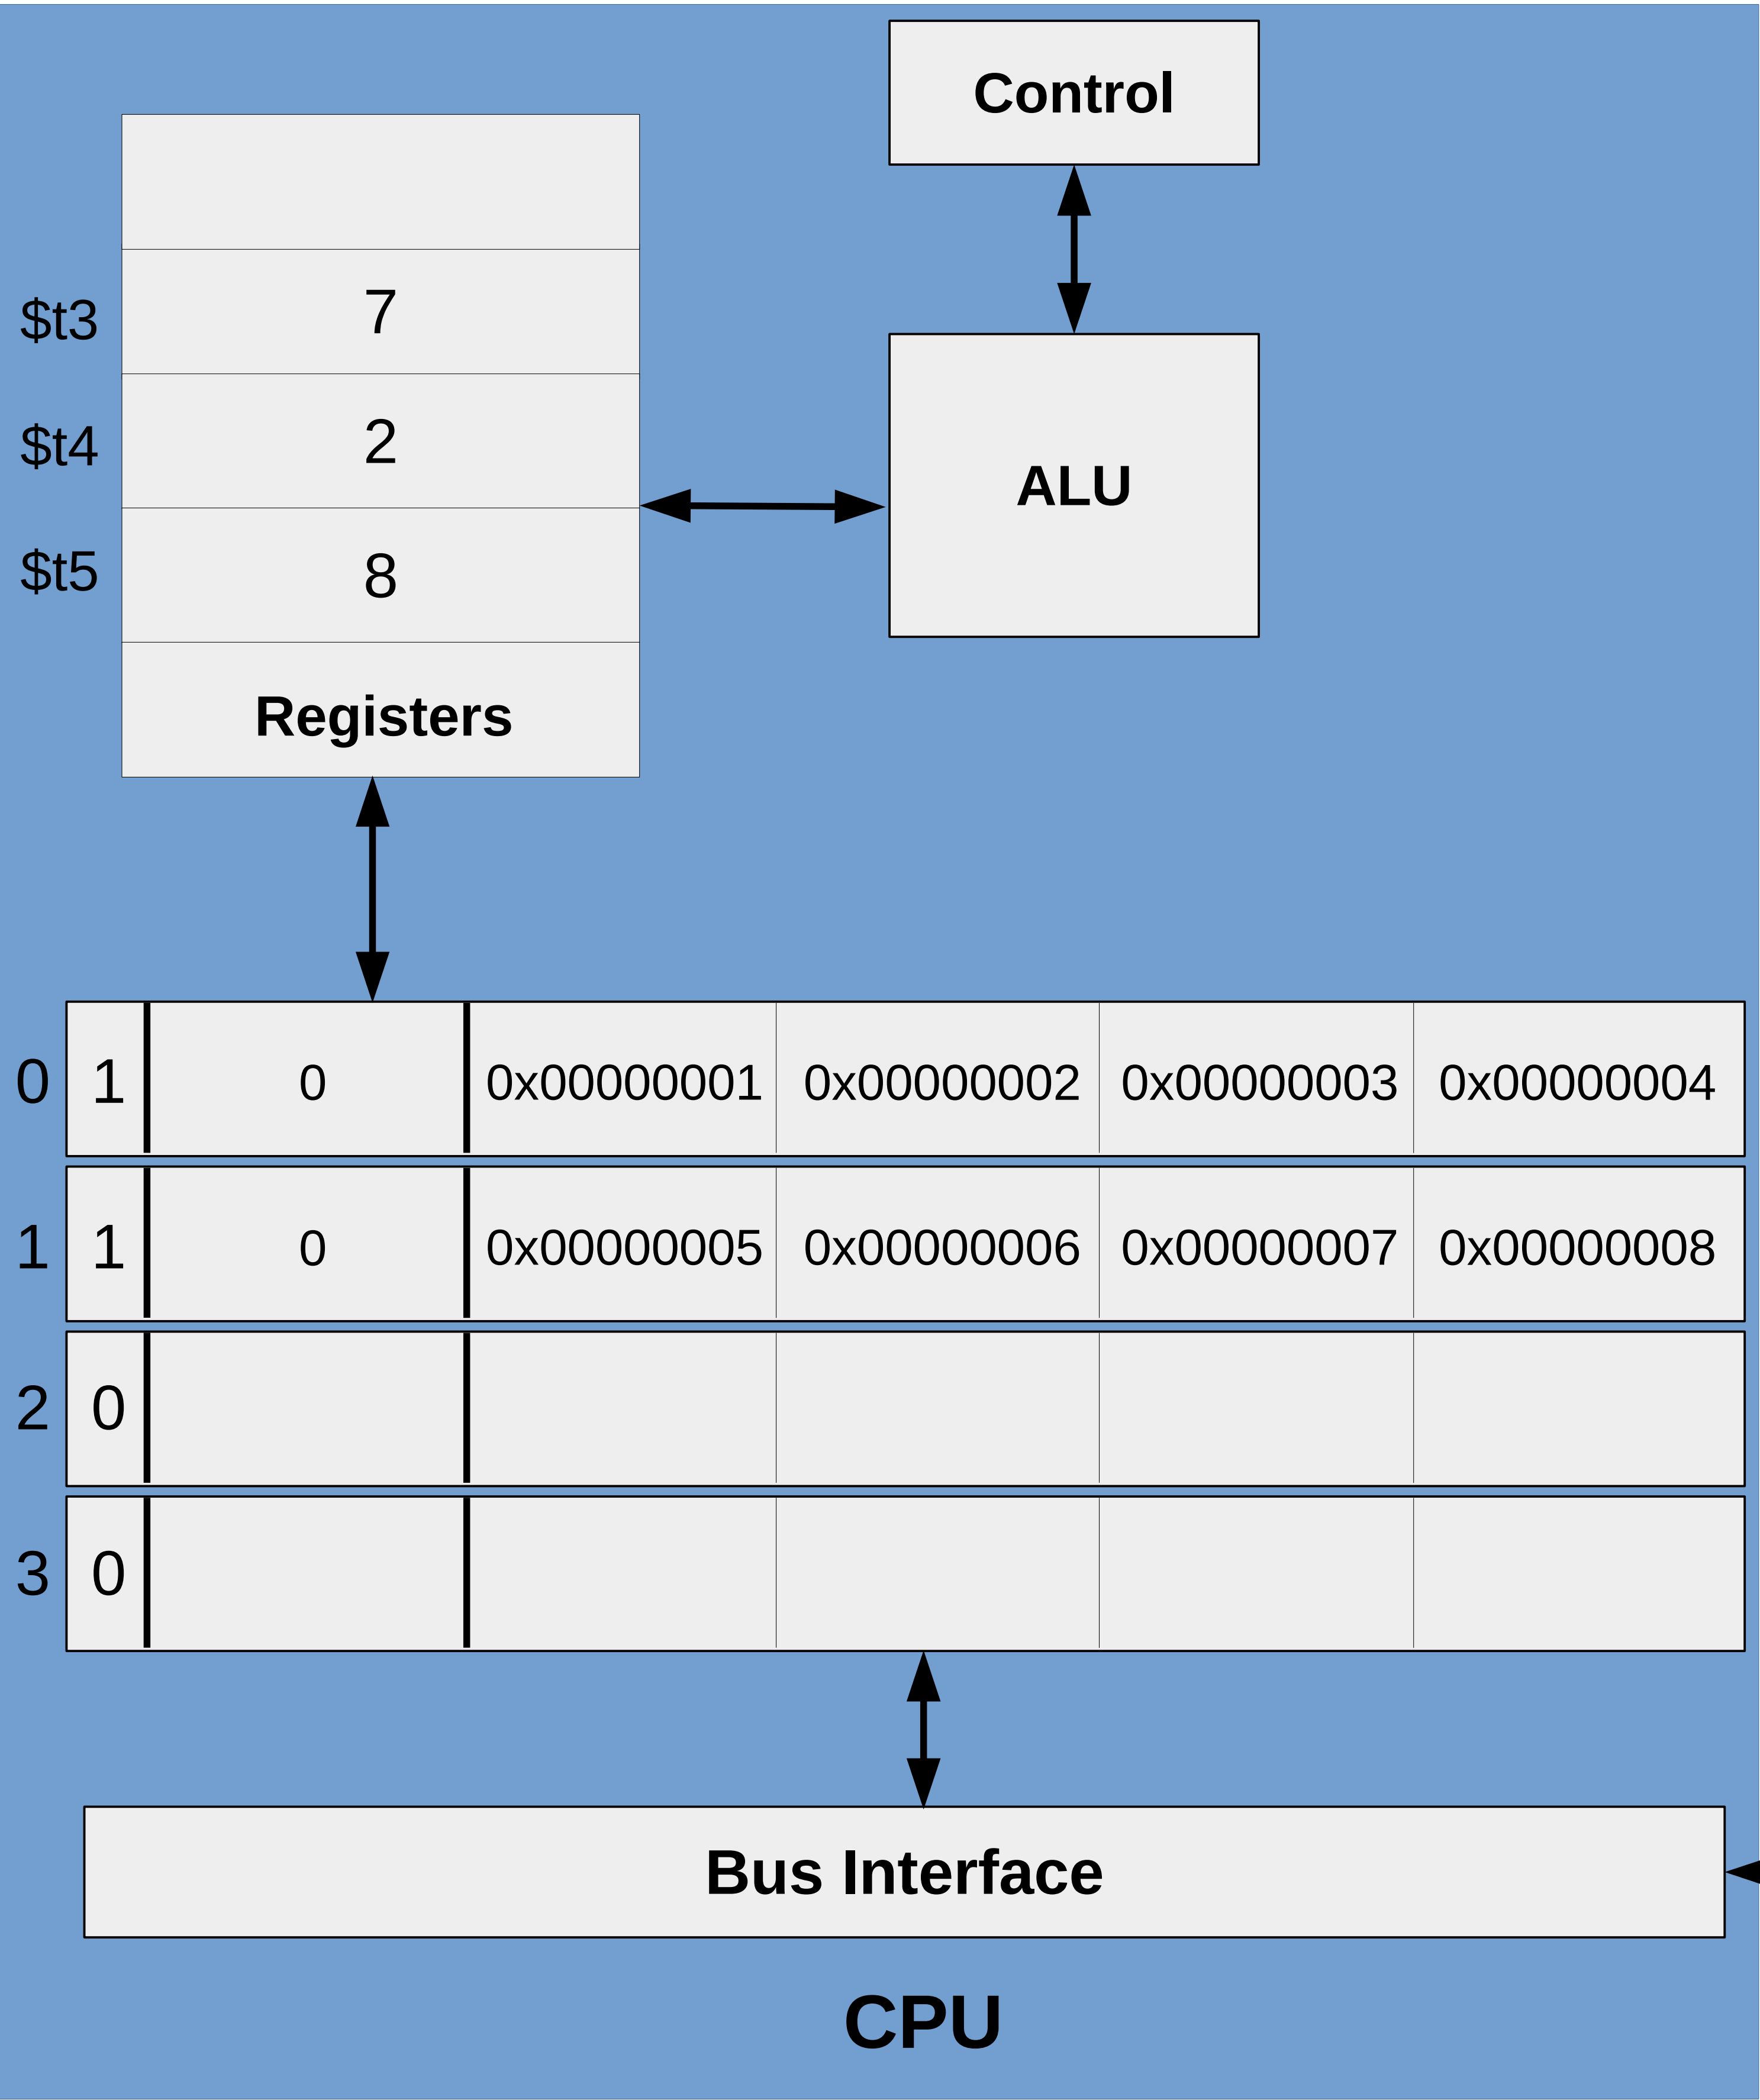 Control
$t3 7
$t4 2
ALU
$t5 8
Registers
0 1 0 0x00000001 0x00000002 0x00000003 0x00000004
1 1 0 0x00000005 0x00000006 0x00000007 0x00000008
2 0
3 0
Bus Interface
CPU